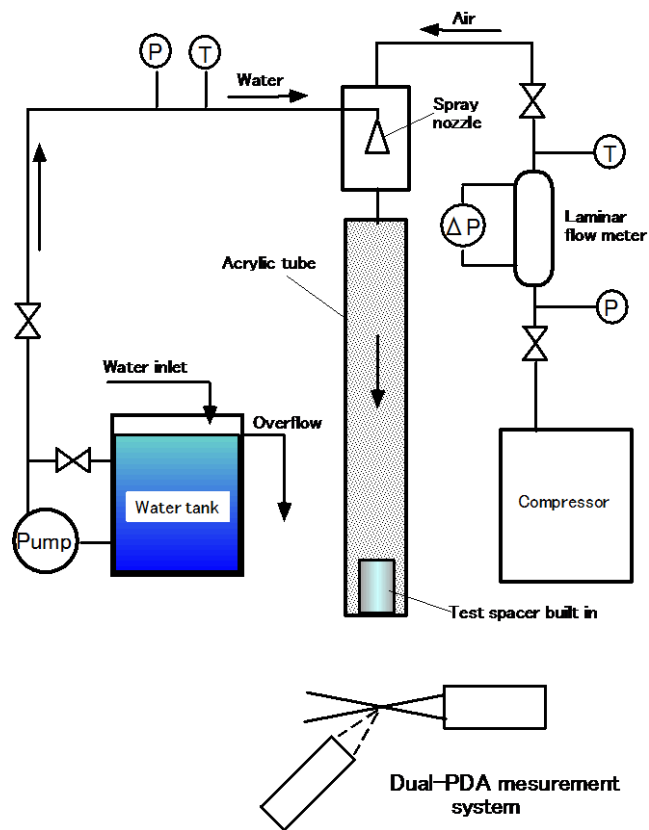 Air
P
T
Water
Spray
nozzle
T
Δ P
Laminar
flow meter
Acrylic tube
P
Water inlet
Overflow
Water tank
Compressor
Pump
Test spacer built in
Dual-PDA mesurement
system